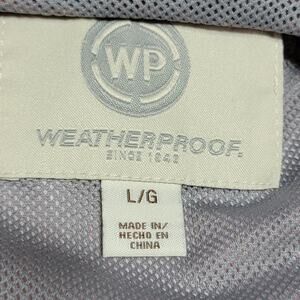 WP
WEATHERPROOF®
SINCE 1948
L/G
MADE IN/
HECHO EN
CHINA